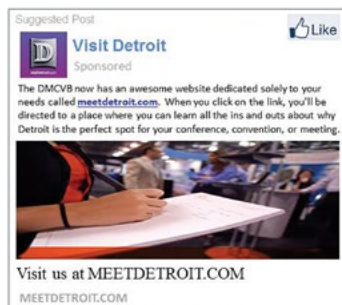 Suggested Post
Like
Visit Detroit
Sponsored
The DMCVB now has an awesome website dedicated solely to your
needs called meetdetroit.com. When you click on the link, you'll be
directed to a place where you can learn all the ins and outs about why
Detroit is the perfect spot for your conference, convention, or meeting.
Visit us at MEETDETROIT.COM
MEETDETROIT.COM